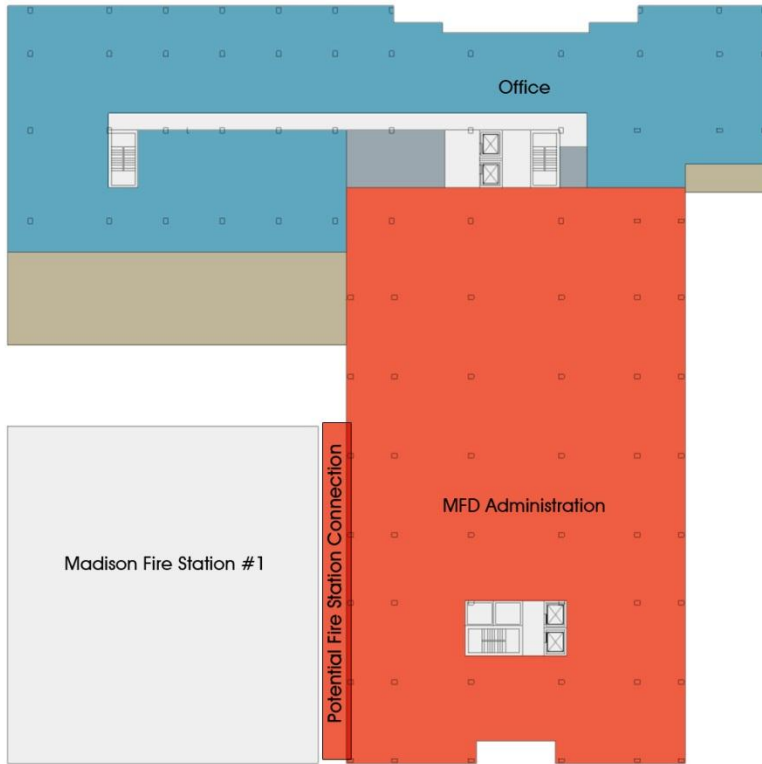 Office
MFD Administration
Potential Fire Station Connection
Madison Fire Station #1